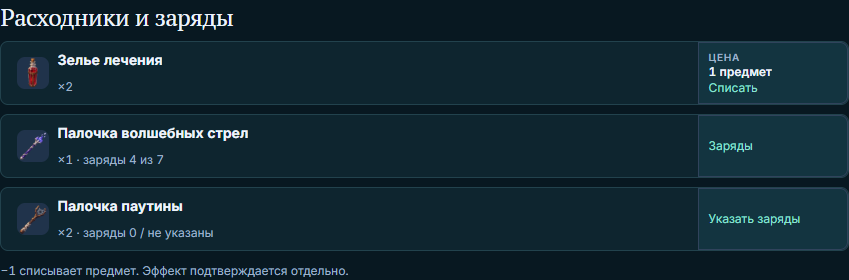 Расходники и заряды
Зелье лечения
×2
ЦЕНА
1 предмет
Списать
Палочка волшебных стрел
×1 · заряды 4 из 7
Заряды
Палочка паутины
×2 · заряды 0 / не указаны
Указать заряды
−1 списывает предмет. Эффект подтверждается отдельно.